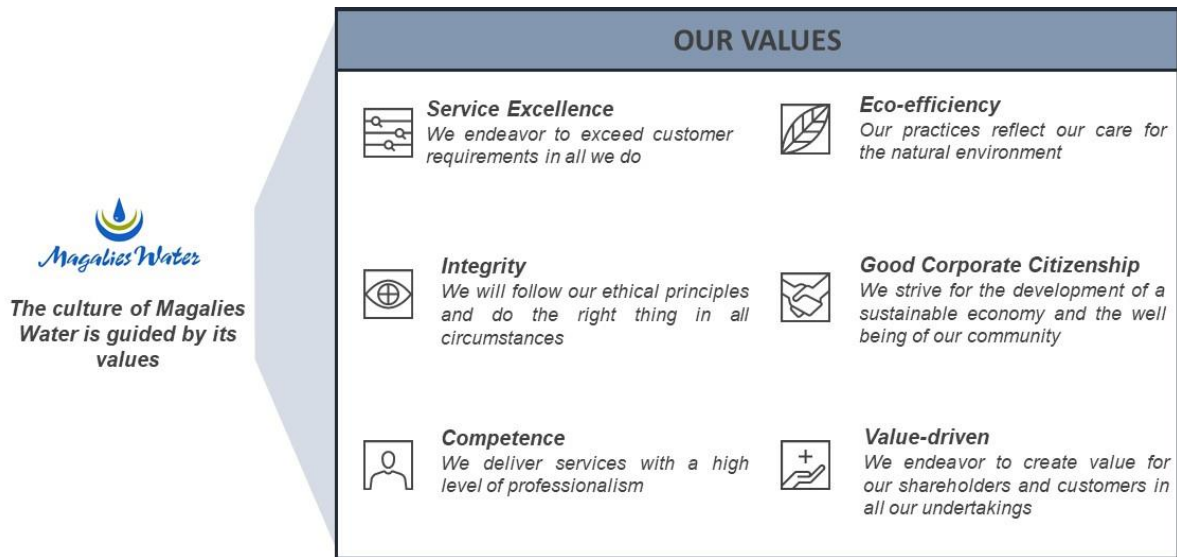 OUR VALUES
Service Excellence
We endeavor to exceed customer
requirements in all we do
Eco-efficiency
Our practices reflect our care for
the natural environment
Magalies Water
The culture of Magalies
Water is guided by its
values
Integrity
We will follow our ethical principles
and do the right thing in all
circumstances
Good Corporate Citizenship
We strive for the development of a
sustainable economy and the well
being of our community
Competence
We deliver services with a high
level of professionalism
Value-driven
We endeavor to create value for
our shareholders and customers in
all our undertakings